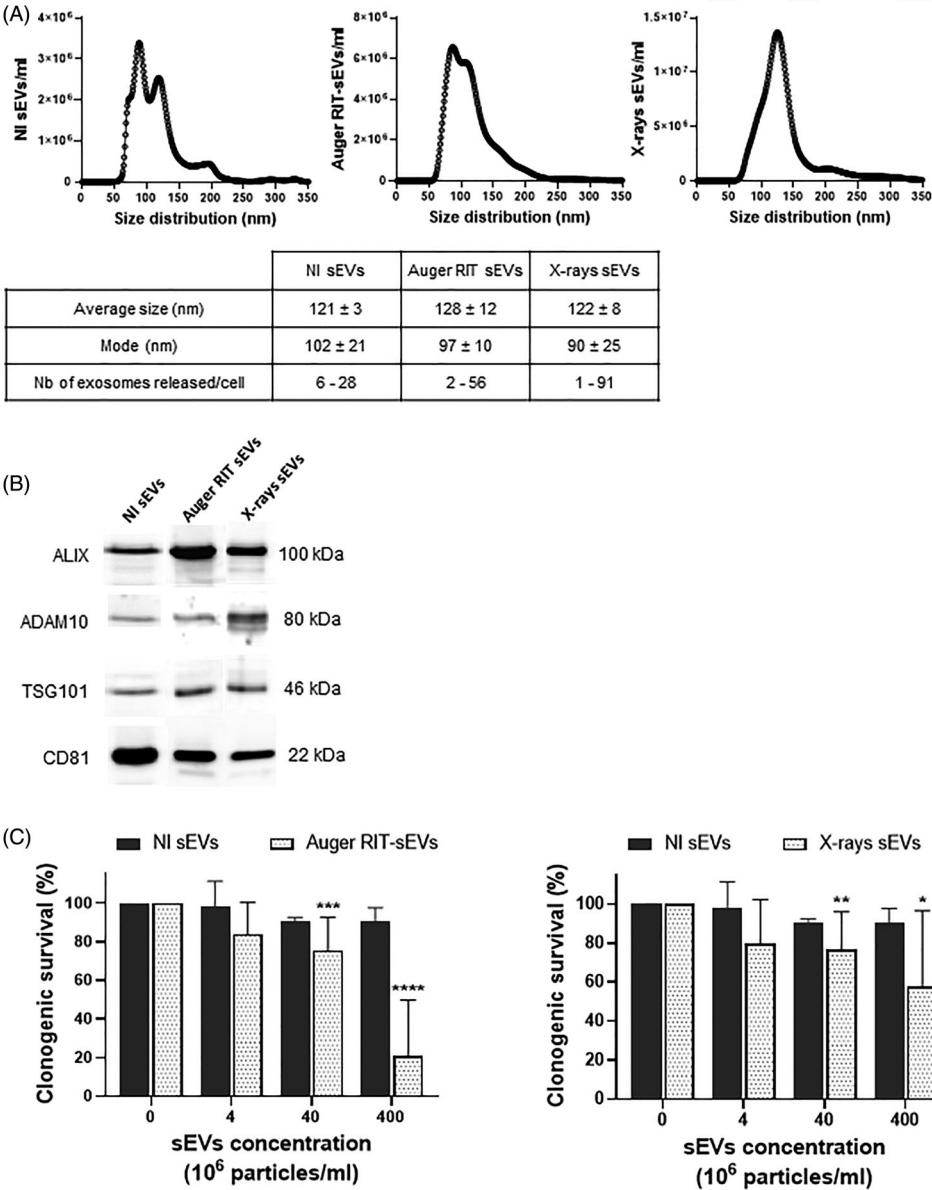 (A)
NI sEVs/ml
4×10⁶
3×10⁶
2×10⁶
1×10⁶
0
0 50 100 150 200 250 300 350
Size distribution (nm)
Auger RIT-sEVs/ml
8×10⁶
6×10⁶
4×10⁶
2×10⁶
0
0 50 100 150 200 250 300 350
Size distribution (nm)
X-rays sEVs/ml
1.5×10⁷
1×10⁷
5×10⁶
0
0 50 100 150 200 250 300 350
Size distribution (nm)
NI sEVs Auger RIT sEVs X-rays sEVs
Average size (nm) 121 ± 3 128 ± 12 122 ± 8
Mode (nm) 102 ± 21 97 ± 10 90 ± 25
Nb of exosomes released/cell 6 - 28 2 - 56 1 - 91
(B)
NI sEVs Auger RIT sEVs X-rays sEVs
ALIX 100 kDa
ADAM10 80 kDa
TSG101 46 kDa
CD81 22 kDa
(C)
NI sEVs Auger RIT-sEVs
Clonogenic survival (%)
100
80
60
40
20
0
***
****
0 4 40 400
sEVs concentration
(10⁶ particles/ml)
NI sEVs X-rays sEVs
Clonogenic survival (%)
100
80
60
40
20
0
**
*
0 4 40 400
sEVs concentration
(10⁶ particles/ml)